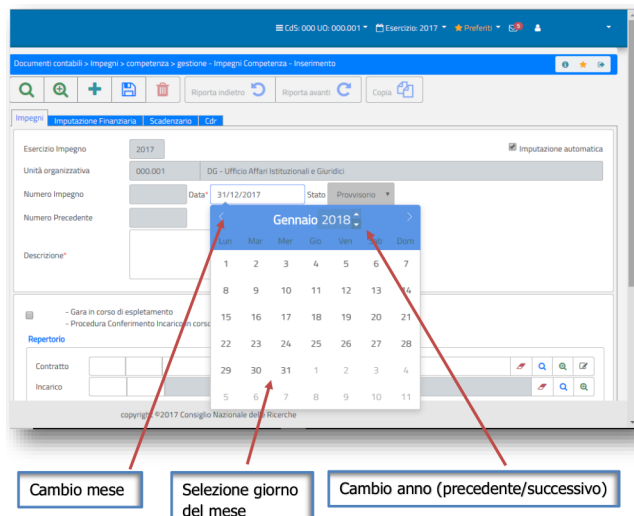 CdS: 000 UO: 000.001 Esercizio: 2017 Preferiti
Documenti contabili > Impegni > competenza > gestione - Impegni Competenza - Inserimento
Riporta indietro Riporta avanti Copia
Impegni Imputazione Finanziaria Scadenzario Cdr
Esercizio Impegno 2017 Imputazione automatica
Unità organizzativa 000.001 DG - Ufficio Affari Istituzionali e Giuridici
Numero Impegno Data* 31/12/2017 Stato Provvisorio
Numero Precedente
Gennaio 2018
Lun Mar Mer Gio Ven Sab Dom
Descrizione*
1 2 3 4 5 6 7
8 9 10 11 12 13 14
15 16 17 18 19 20 21
22 23 24 25 26 27 28
29 30 31 1 2 3 4
5 6 7 8 9 10 11
- Gara in corso di espletamento
- Procedura Conferimento Incarico in corso
Repertorio
Contratto
Incarico
copyright ©2017 Consiglio Nazionale delle Ricerche
Cambio mese
Selezione giorno
del mese
Cambio anno (precedente/successivo)